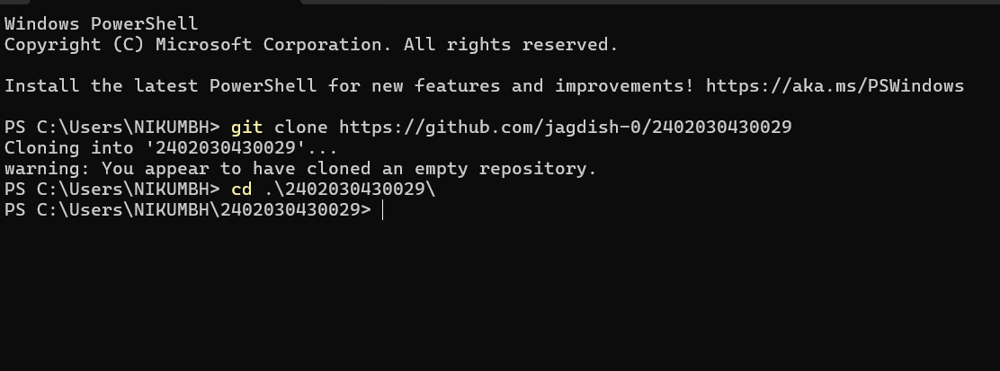 Windows PowerShell
Copyright (C) Microsoft Corporation. All rights reserved.
Install the latest PowerShell for new features and improvements! https://aka.ms/PSWindows
PS C:\Users\NIKUMBH> git clone https://github.com/jagdish-0/2402030430029
Cloning into '2402030430029'...
warning: You appear to have cloned an empty repository.
PS C:\Users\NIKUMBH> cd .\2402030430029\
PS C:\Users\NIKUMBH\2402030430029>